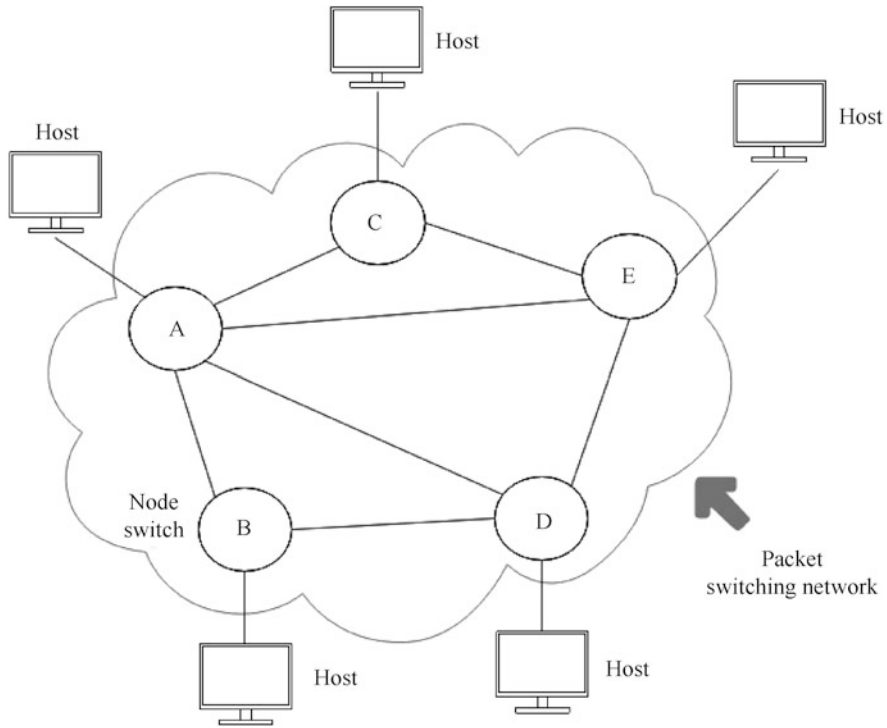 Host
Host
Host
C
E
A
Node
switch
B
D
Packet
switching network
Host
Host